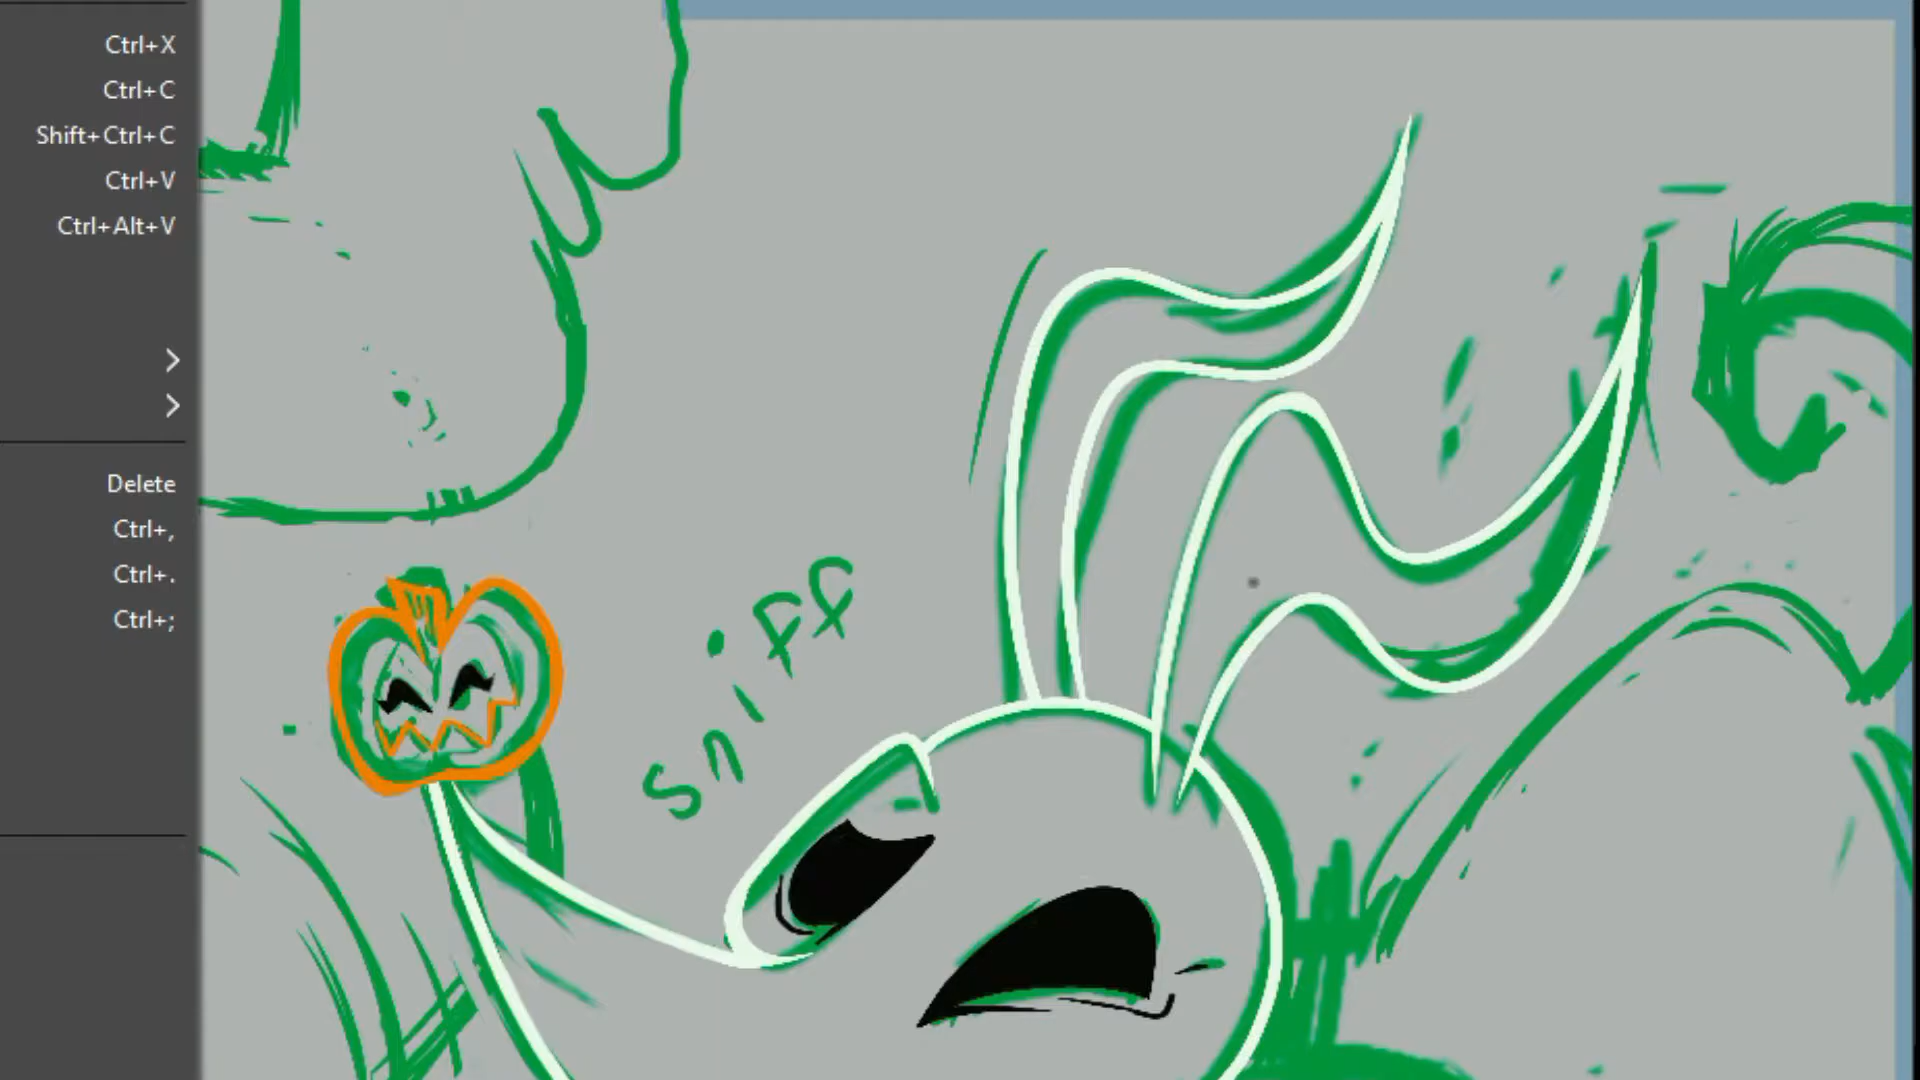 Ctrl+X
Ctrl+C
Shift+Ctrl+C
Ctrl+V
Ctrl+Alt+V
Delete
Ctrl+,
Ctrl+.
Ctrl+;
sniff